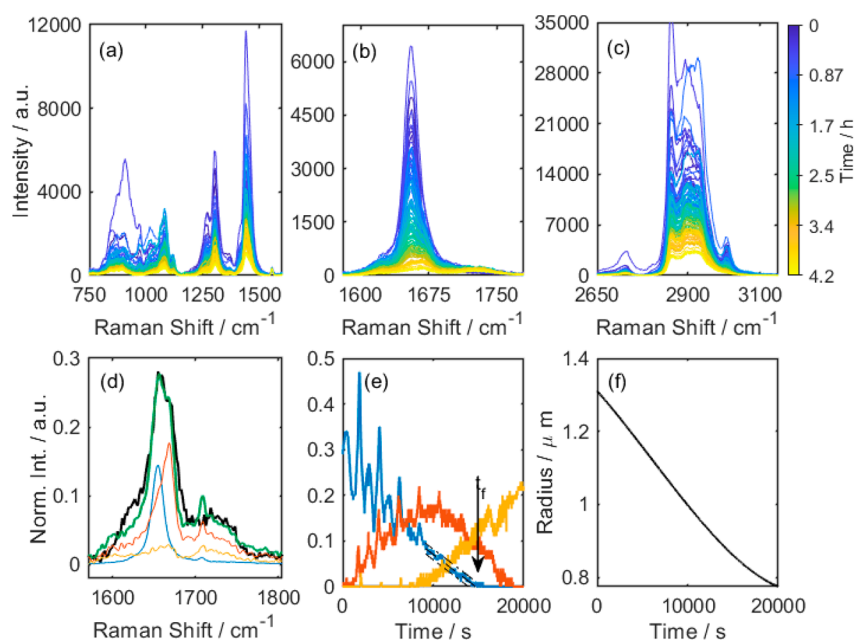 (a)
12000
8000
4000
0
Intensity / a.u.
750 1000 1250 1500
Raman Shift / cm-1
(b)
6000
4500
3000
1500
0
1600 1675 1750
Raman Shift / cm-1
(c)
35000
28000
21000
14000
7000
0
2650 2900 3100
Raman Shift / cm-1
0
0.87
1.7
2.5
3.4
4.2
Time / h
(d)
0.3
0.2
0.1
0
Norm. Int. / a.u.
1600 1700 1800
Raman Shift / cm-1
(e)
0.5
0.4
0.3
0.2
0.1
0
tf
0 10000 20000
Time / s
(f)
1.4
1.2
1
0.8
Radius / μ m
0 10000 20000
Time / s